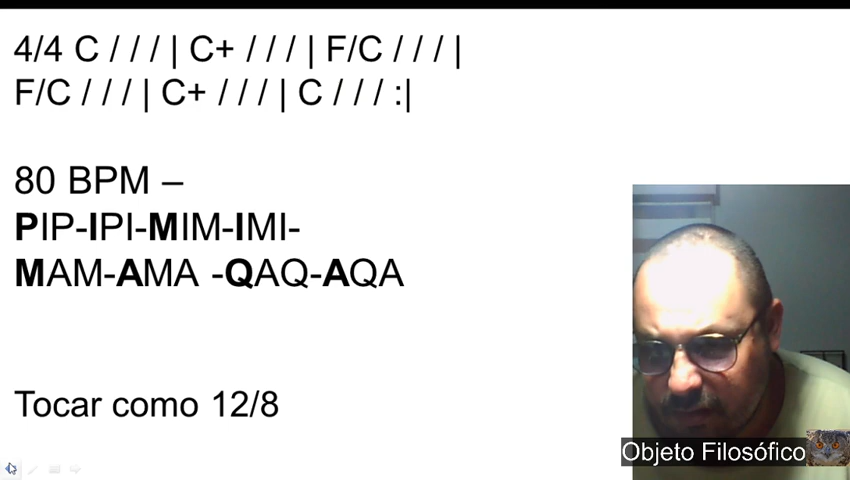 4/4 C / / / | C+ / / / | F/C / / / |
F/C / / / | C+ / / / | C / / / :|
80 BPM –
PIP-IPI-MIM-IMI-
MAM-AMA -QAQ-AQA
Tocar como 12/8
Objeto Filosófico